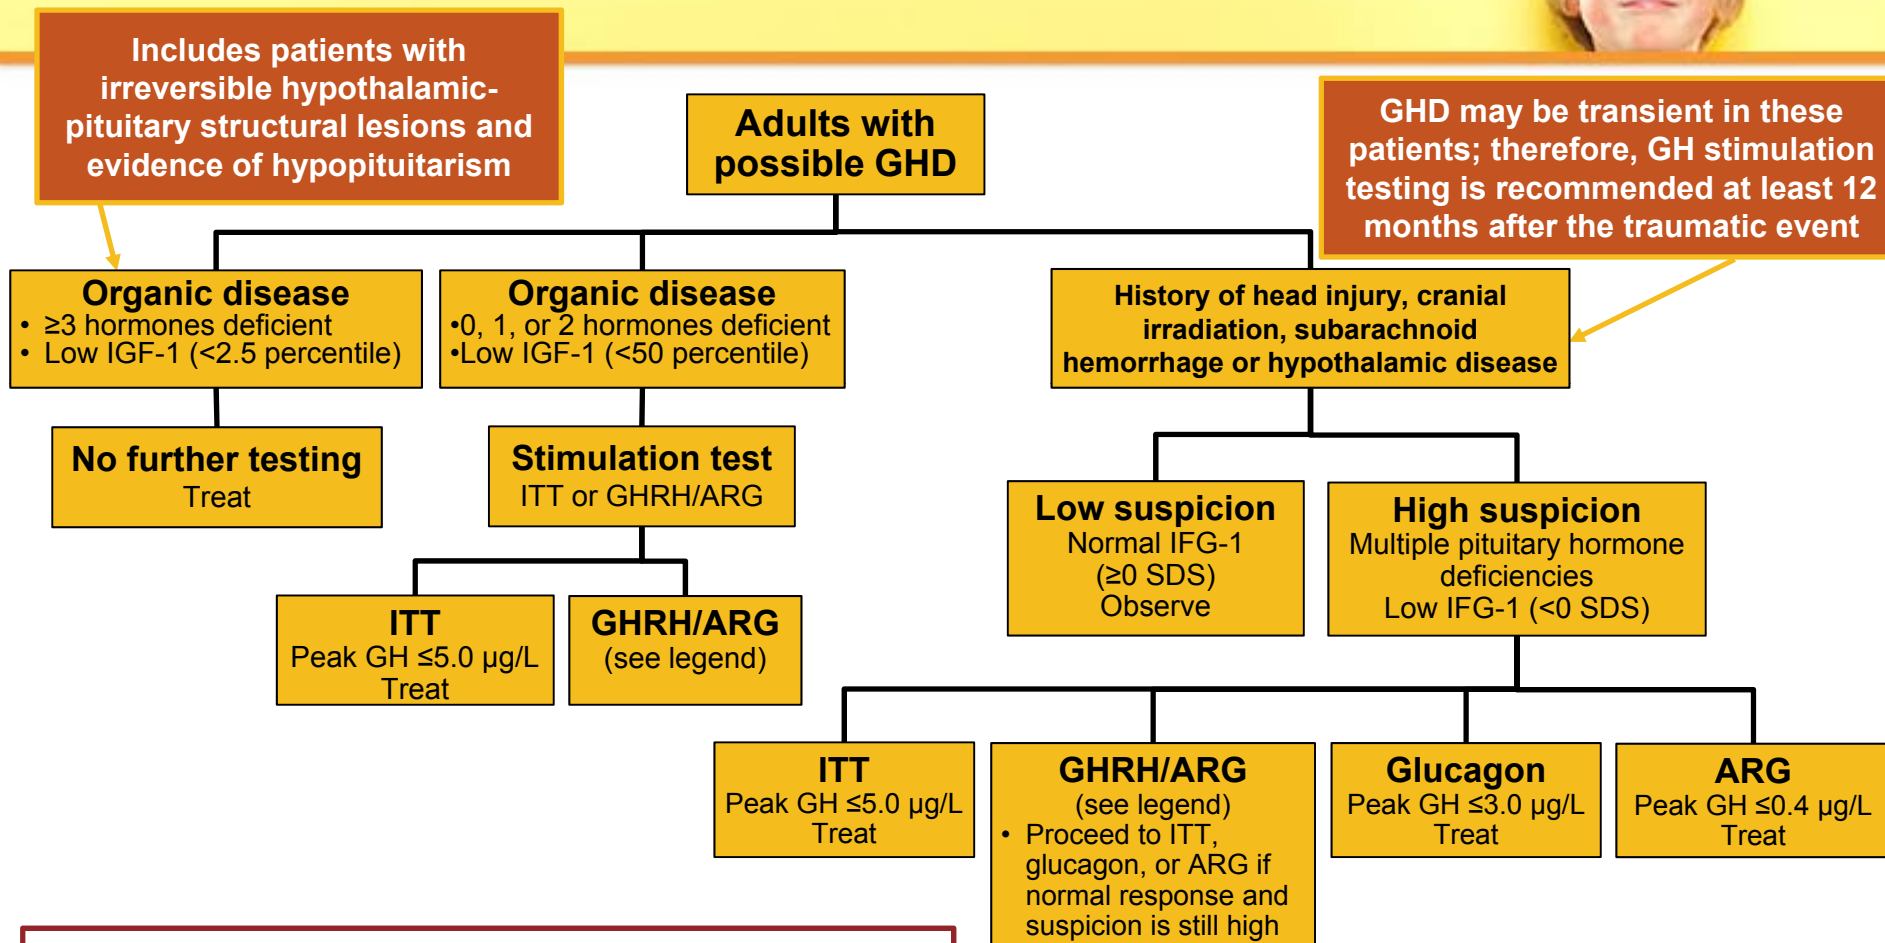 Includes patients with
irreversible hypothalamic-
pituitary structural lesions and
evidence of hypopituitarism
Adults with
possible GHD
GHD may be transient in these
patients; therefore, GH stimulation
testing is recommended at least 12
months after the traumatic event
Organic disease
• ≥3 hormones deficient
• Low IGF-1 (<2.5 percentile)
Organic disease
•0, 1, or 2 hormones deficient
•Low IGF-1 (<50 percentile)
History of head injury, cranial
irradiation, subarachnoid
hemorrhage or hypothalamic disease
No further testing
Treat
Stimulation test
ITT or GHRH/ARG
Low suspicion
Normal IFG-1
(≥0 SDS)
Observe
High suspicion
Multiple pituitary hormone
deficiencies
Low IFG-1 (<0 SDS)
ITT
Peak GH ≤5.0 µg/L
Treat
GHRH/ARG
(see legend)
ITT
Peak GH ≤5.0 µg/L
Treat
GHRH/ARG
(see legend)
• Proceed to ITT,
glucagon, or ARG if
normal response and
suspicion is still high
Glucagon
Peak GH ≤3.0 µg/L
Treat
ARG
Peak GH ≤0.4 µg/L
Treat